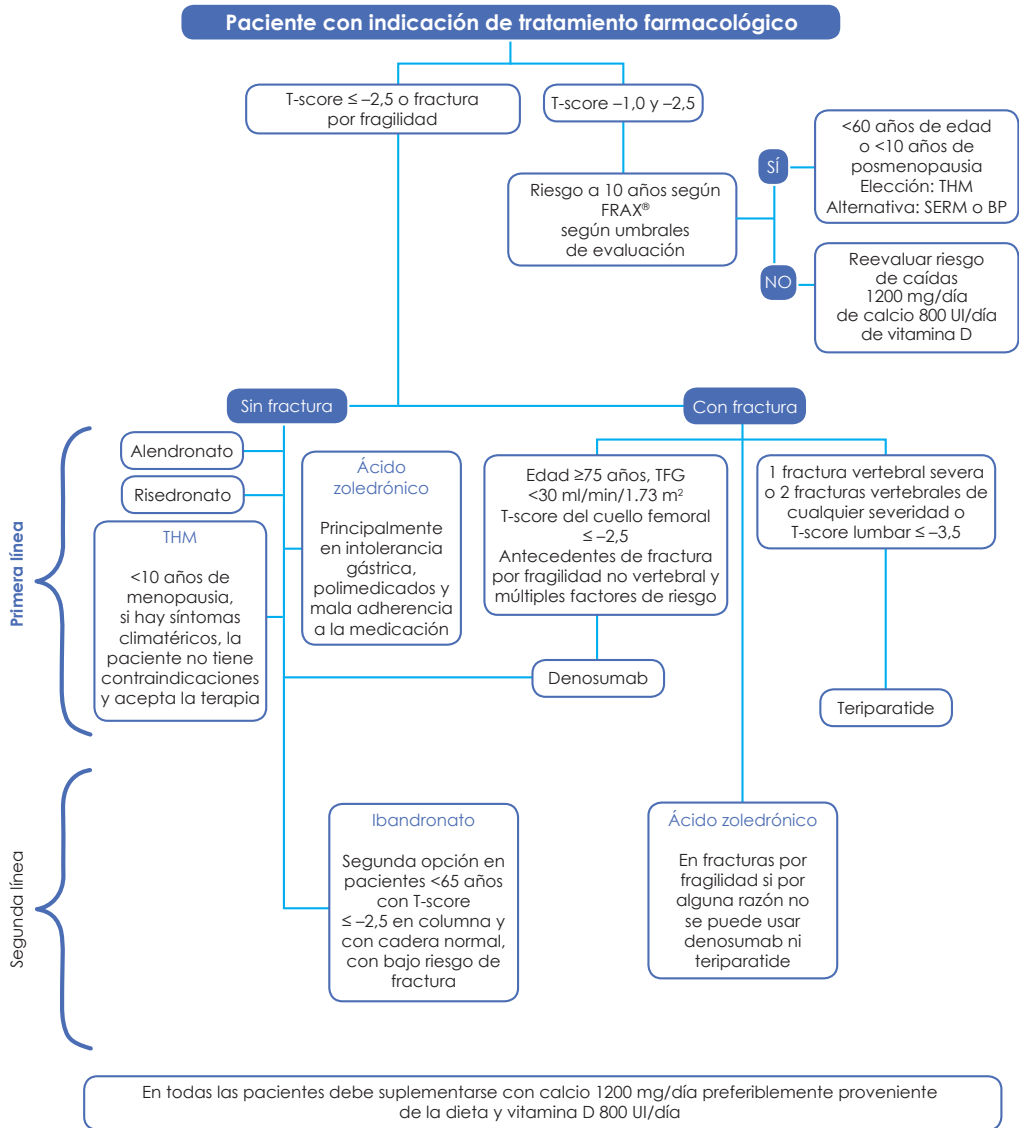 Paciente con indicación de tratamiento farmacológico
T-score ≤ –2,5 o fractura
por fragilidad
T-score –1,0 y –2,5
Riesgo a 10 años según
FRAX®
según umbrales
de evaluación
SÍ
<60 años de edad
o <10 años de
posmenopausia
Elección: THM
Alternativa: SERM o BP
NO
Reevaluar riesgo
de caídas
1200 mg/día
de calcio 800 UI/día
de vitamina D
Sin fractura
Con fractura
Primera línea
Alendronato
Risedronato
THM
<10 años de
menopausia,
si hay síntomas
climatéricos, la
paciente no tiene
contraindicaciones
y acepta la terapia
Ácido
zoledrónico
Principalmente
en intolerancia
gástrica,
polimedicados y
mala adherencia
a la medicación
Edad ≥75 años, TFG
<30 ml/min/1.73 m²
T-score del cuello femoral
≤ –2,5
Antecedentes de fractura
por fragilidad no vertebral y
múltiples factores de riesgo
Denosumab
1 fractura vertebral severa
o 2 fracturas vertebrales de
cualquier severidad o
T-score lumbar ≤ –3,5
Teriparatide
Segunda línea
Ibandronato
Segunda opción en
pacientes <65 años
con T-score
≤ –2,5 en columna y
con cadera normal,
con bajo riesgo de
fractura
Ácido zoledrónico
En fracturas por
fragilidad si por
alguna razón no
se puede usar
denosumab ni
teriparatide
En todas las pacientes debe suplementarse con calcio 1200 mg/día preferiblemente proveniente
de la dieta y vitamina D 800 UI/día